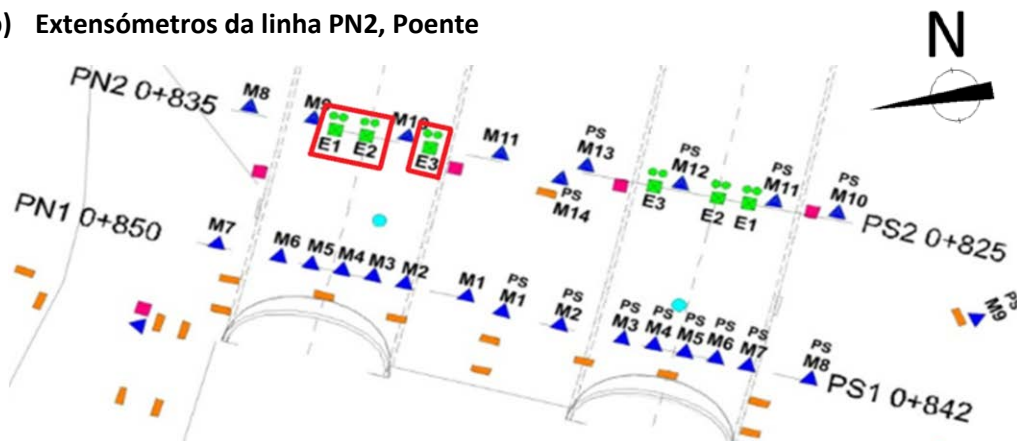 b) Extensómetros da linha PN2, Poente
N
PN2 0+835
M8
M9
E1
E2
M10
E3
M11
M13
PS
M14
PS
M12
E3
E2
E1
PS
M11
PS
M10
PS2 0+825
PN1 0+850
M7
M6
M5
M4
M3
M2
M1
PS
M1
PS
M2
PS
M3
PS
M4
PS
M5
PS
M6
PS
M7
PS
M8
PS1 0+842
PS
M9
PS